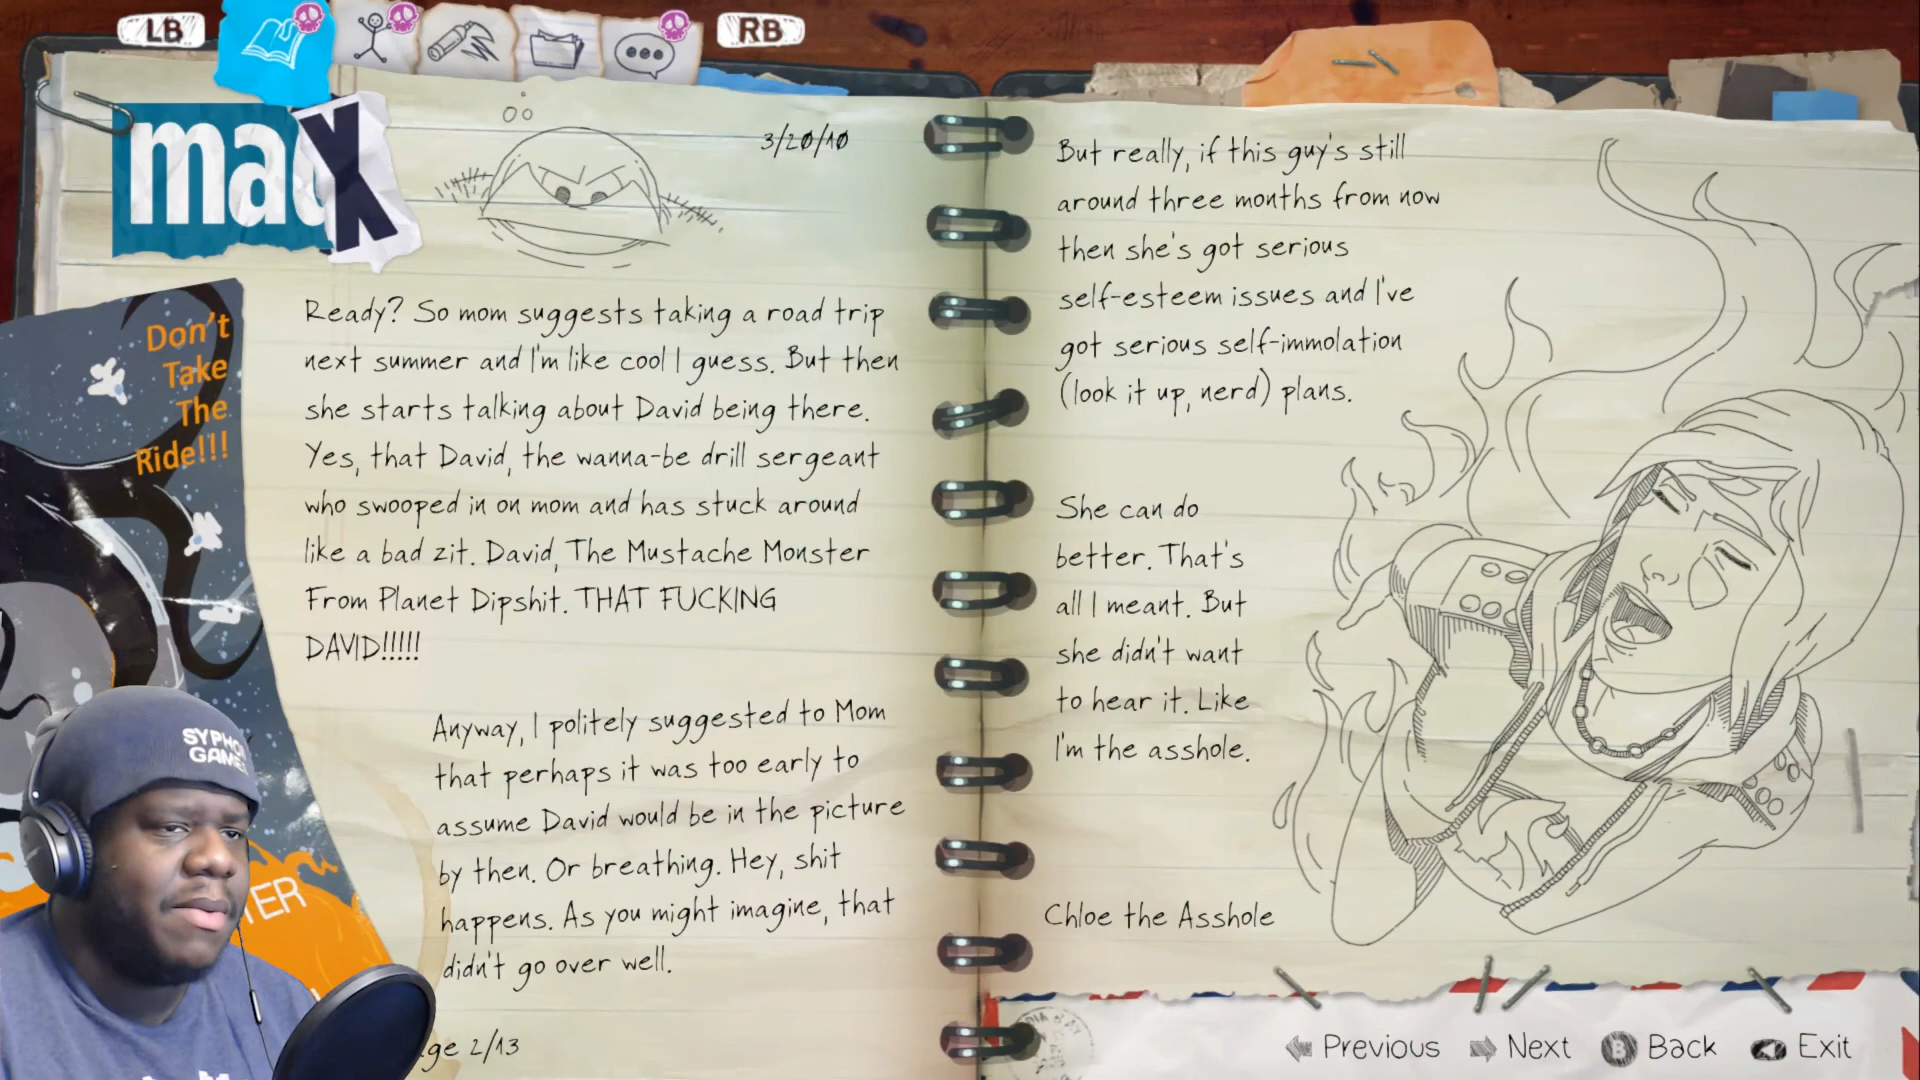 LB
RB
maX
3/20/10
Don't
Take
The
Ride!!!
Ready? So mom suggests taking a road trip
next summer and I'm like cool I guess. But then
she starts talking about David being there.
Yes, that David, the wanna-be drill sergeant
who swooped in on mom and has stuck around
like a bad zit. David, The Mustache Monster
From Planet Dipshit. THAT FUCKING
DAVID!!!!!
Anyway, I politely suggested to Mom
that perhaps it was too early to
assume David would be in the picture
by then. Or breathing. Hey, shit
happens. As you might imagine, that
didn't go over well.
ge 2/13
SYPHO
GAME
TER
But really, if this guy's still
around three months from now
then she's got serious
self-esteem issues and I've
got serious self-immolation
(look it up, nerd) plans.
She can do
better. That's
all I meant. But
she didn't want
to hear it. Like
I'm the asshole.
Chloe the Asshole
Previous
Next
B Back
Exit